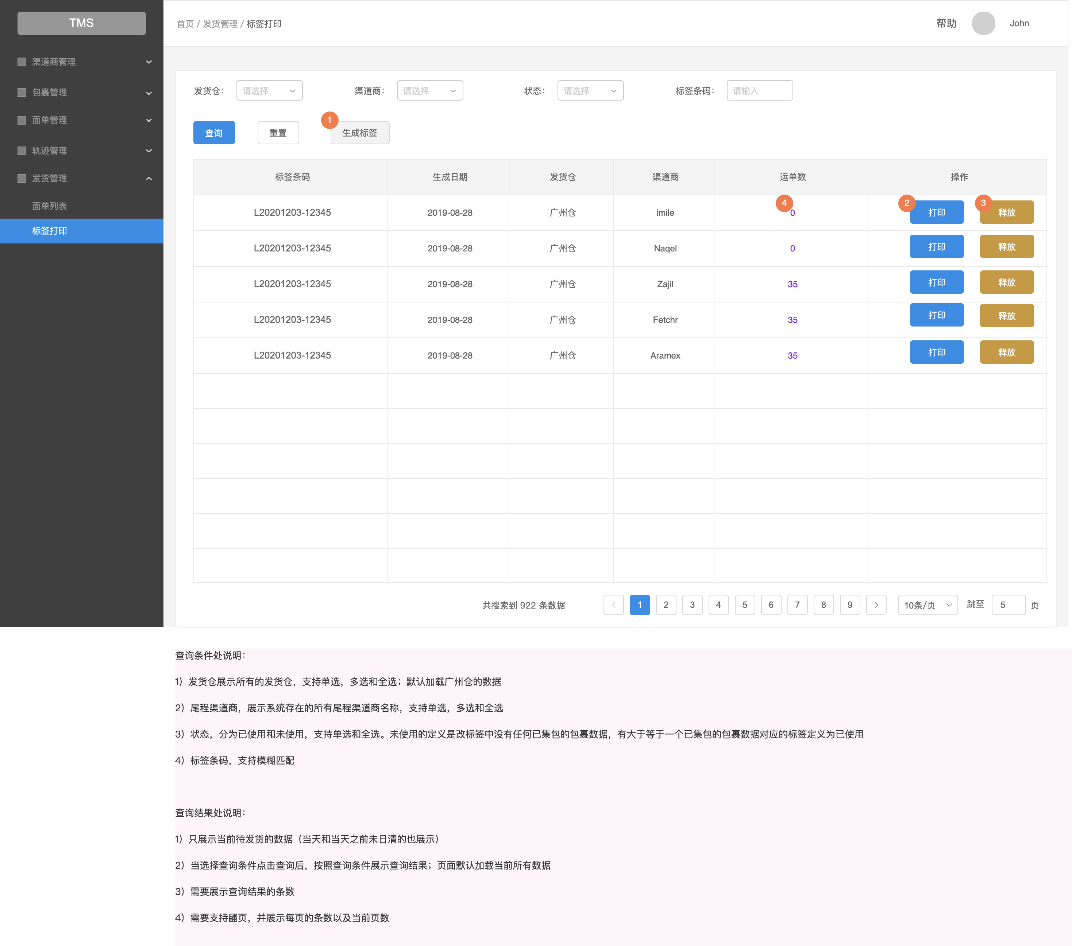 TMS
首页 / 发货管理 / 标签打印
帮助
John
渠道商管理
包裹管理
面单管理
轨迹管理
发货管理
面单列表
标签打印
发货仓: 请选择 渠道商: 请选择 状态: 请选择 标签条码: 请输入
查询 重置 1 生成标签
标签条码 生成日期 发货仓 渠道商 运单数 操作
L20201203-12345 2019-08-28 广州仓 imile 4 0 2 打印 3 释放
L20201203-12345 2019-08-28 广州仓 Naqel 0 打印 释放
L20201203-12345 2019-08-28 广州仓 Zajil 35 打印 释放
L20201203-12345 2019-08-28 广州仓 Fetchr 35 打印 释放
L20201203-12345 2019-08-28 广州仓 Aramex 35 打印 释放
共搜索到 922 条数据 < 1 2 3 4 5 6 7 8 9 > 10条/页 跳至 5 页
查询条件处说明:
1）发货仓展示所有的发货仓，支持单选，多选和全选；默认加载广州仓的数据
2）尾程渠道商，展示系统存在的所有尾程渠道商名称，支持单选，多选和全选
3）状态，分为已使用和未使用，支持单选和全选。未使用的定义是改标签中没有任何已集包的包裹数据，有大于等于一个已集包的包裹数据对应的标签定义为已使用
4）标签条码，支持模糊匹配
查询结果处说明:
1）只展示当前待发货的数据（当天和当天之前未日清的也展示）
2）当选择查询条件点击查询后，按照查询条件展示查询结果；页面默认加载当前所有数据
3）需要展示查询结果的条数
4）需要支持翻页，并展示每页的条数以及当前页数